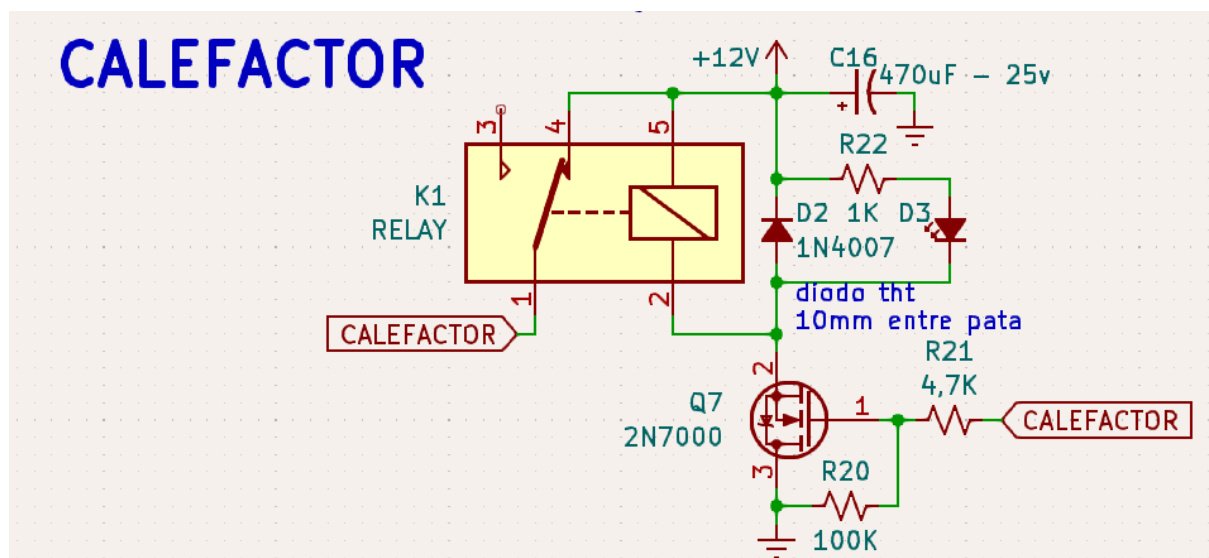 CALEFACTOR
+12V
C16
470uF - 25v
3
4
5
R22
K1
RELAY
D2
1K
D3
1N4007
1
2
diodo tht
10mm entre pata
CALEFACTOR
R21
4,7K
2
Q7
2N7000
1
CALEFACTOR
3
R20
100K